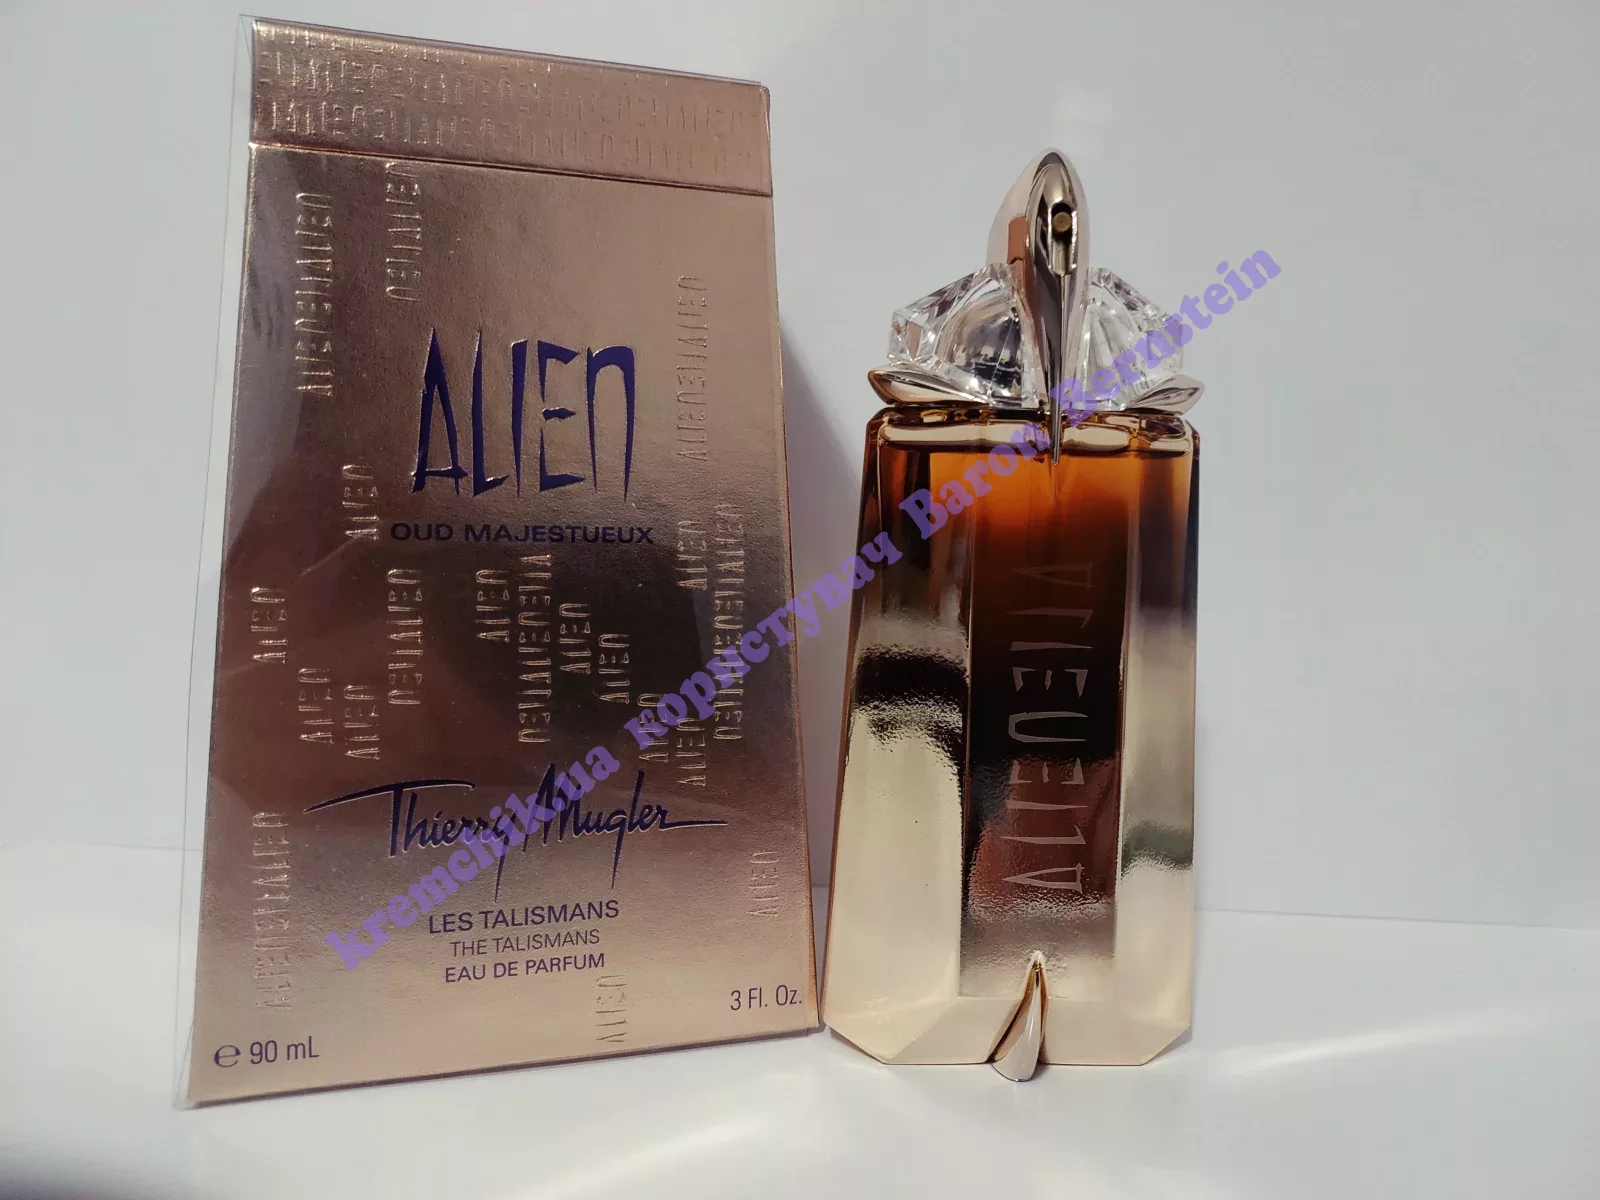 ALIEN
OUD MAJESTUEUX
Thierry Mugler
LES TALISMANS
THE TALISMANS
EAU DE PARFUM
3 Fl. Oz.
℮ 90 mL
ALIEN
kremchik.ua користувач Baron Bernstein